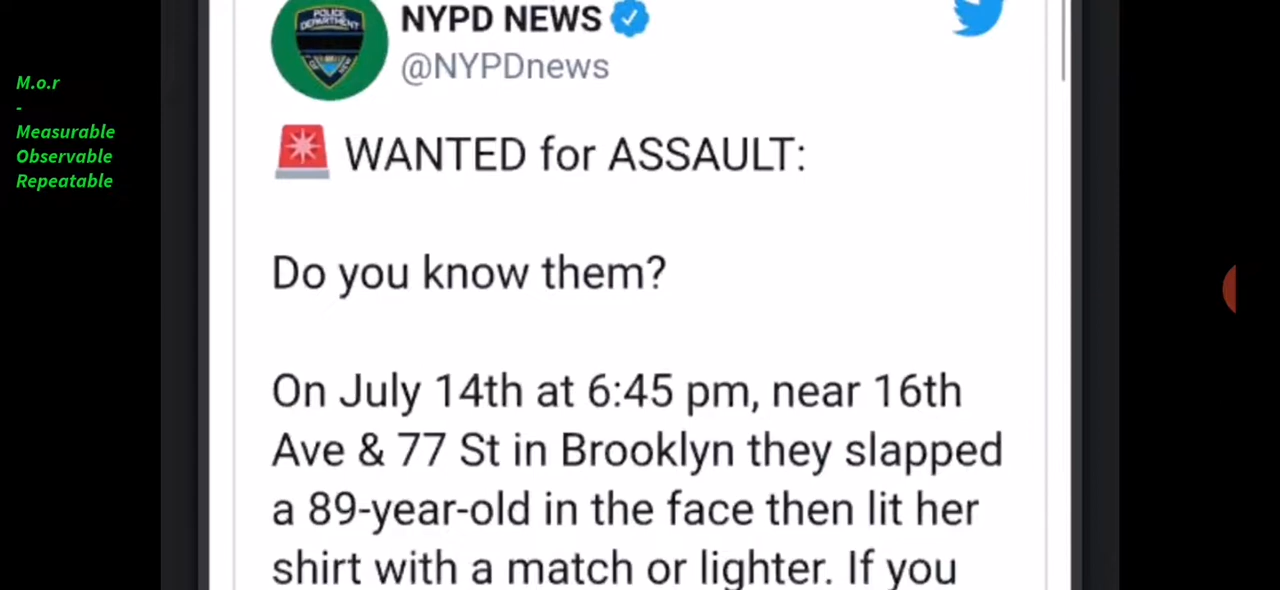 NYPD NEWS
@NYPDnews
M.o.r
-
Measurable
Observable
Repeatable
POLICE
DEPARTMENT
WANTED for ASSAULT:
Do you know them?
On July 14th at 6:45 pm, near 16th
Ave & 77 St in Brooklyn they slapped
a 89-year-old in the face then lit her
shirt with a match or lighter. If you